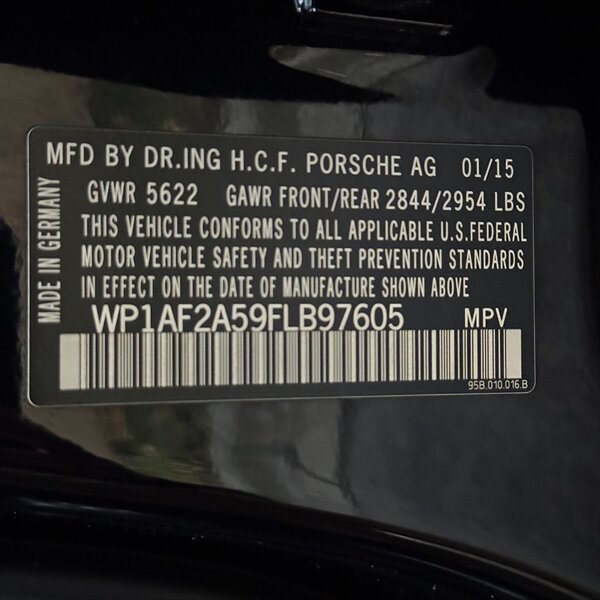 MFD BY DR.ING H.C.F. PORSCHE AG 01/15
GVWR 5622 GAWR FRONT/REAR 2844/2954 LBS
THIS VEHICLE CONFORMS TO ALL APPLICABLE U.S.FEDERAL
MOTOR VEHICLE SAFETY AND THEFT PREVENTION STANDARDS
IN EFFECT ON THE DATE OF MANUFACTURE SHOWN ABOVE
WP1AF2A59FLB97605 MPV
95B.010.016.B
MADE IN GERMANY